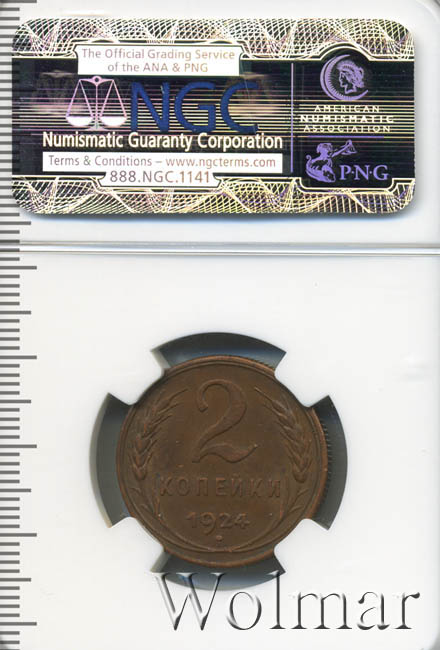 The Official Grading Service
of the ANA & PNG
NGC
Numismatic Guaranty Corporation
Terms & Conditions – www.ngcterms.com
888.NGC.1141
AMERICAN
NUMISMATIC
ASSOCIATION
P·N·G
2
КОПЕЙКИ
1924
Wolmar